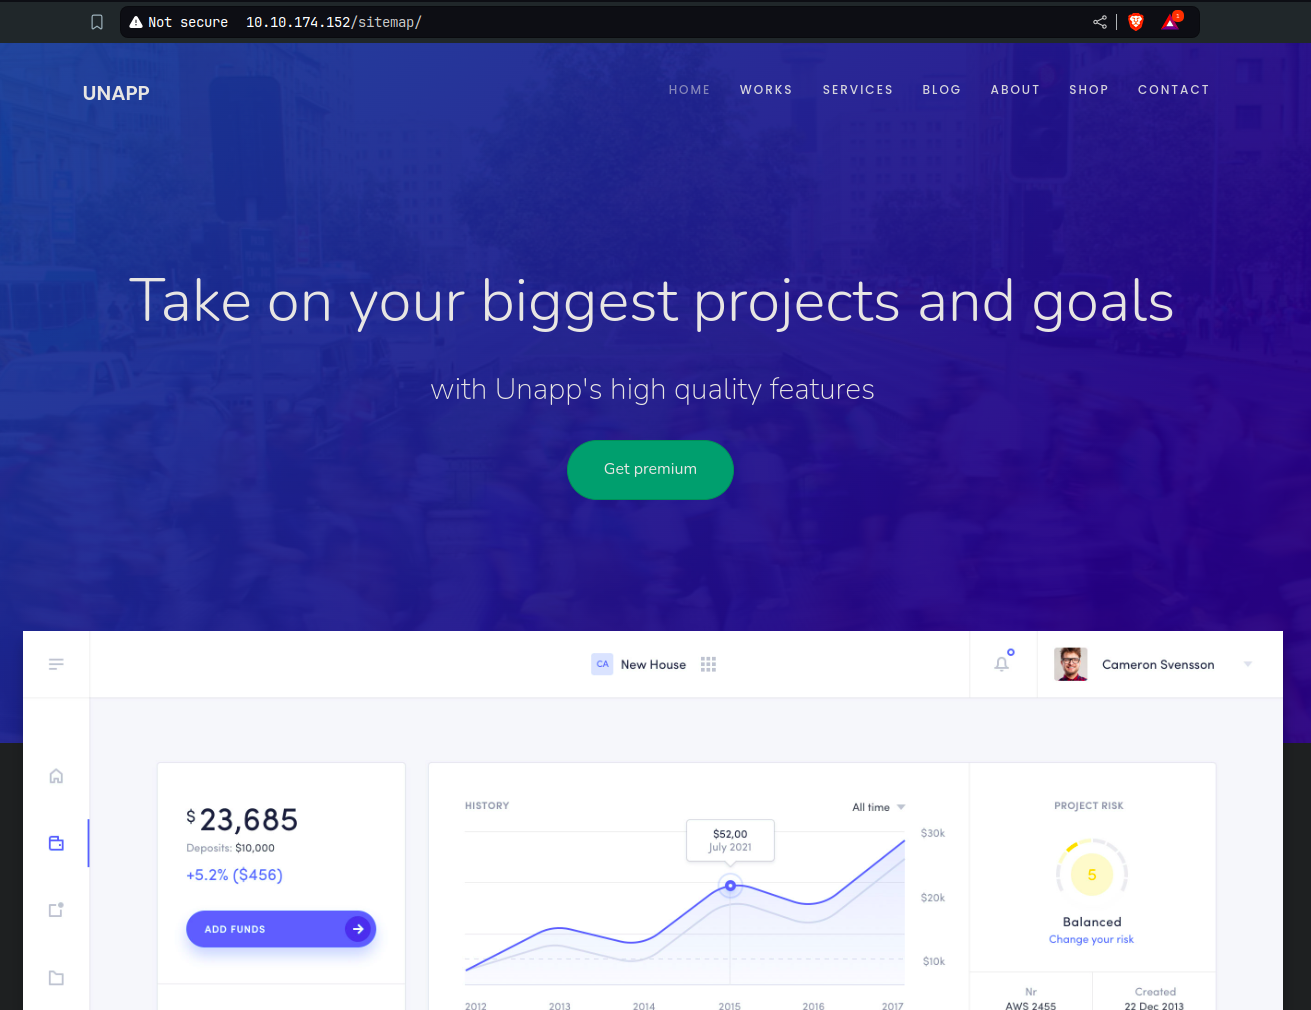 Not secure 10.10.174.152/sitemap/
1
UNAPP
HOME WORKS SERVICES BLOG ABOUT SHOP CONTACT
Take on your biggest projects and goals
with Unapp's high quality features
Get premium
CA New House
Cameron Svensson
$23,685
Deposits: $10,000
+5.2% ($456)
ADD FUNDS
HISTORY
All time
$52,00
July 2021
$30k
$20k
$10k
2012 2013 2014 2015 2016 2017
PROJECT RISK
5
Balanced
Change your risk
Nr
AWS 2455
Created
22 Dec 2013